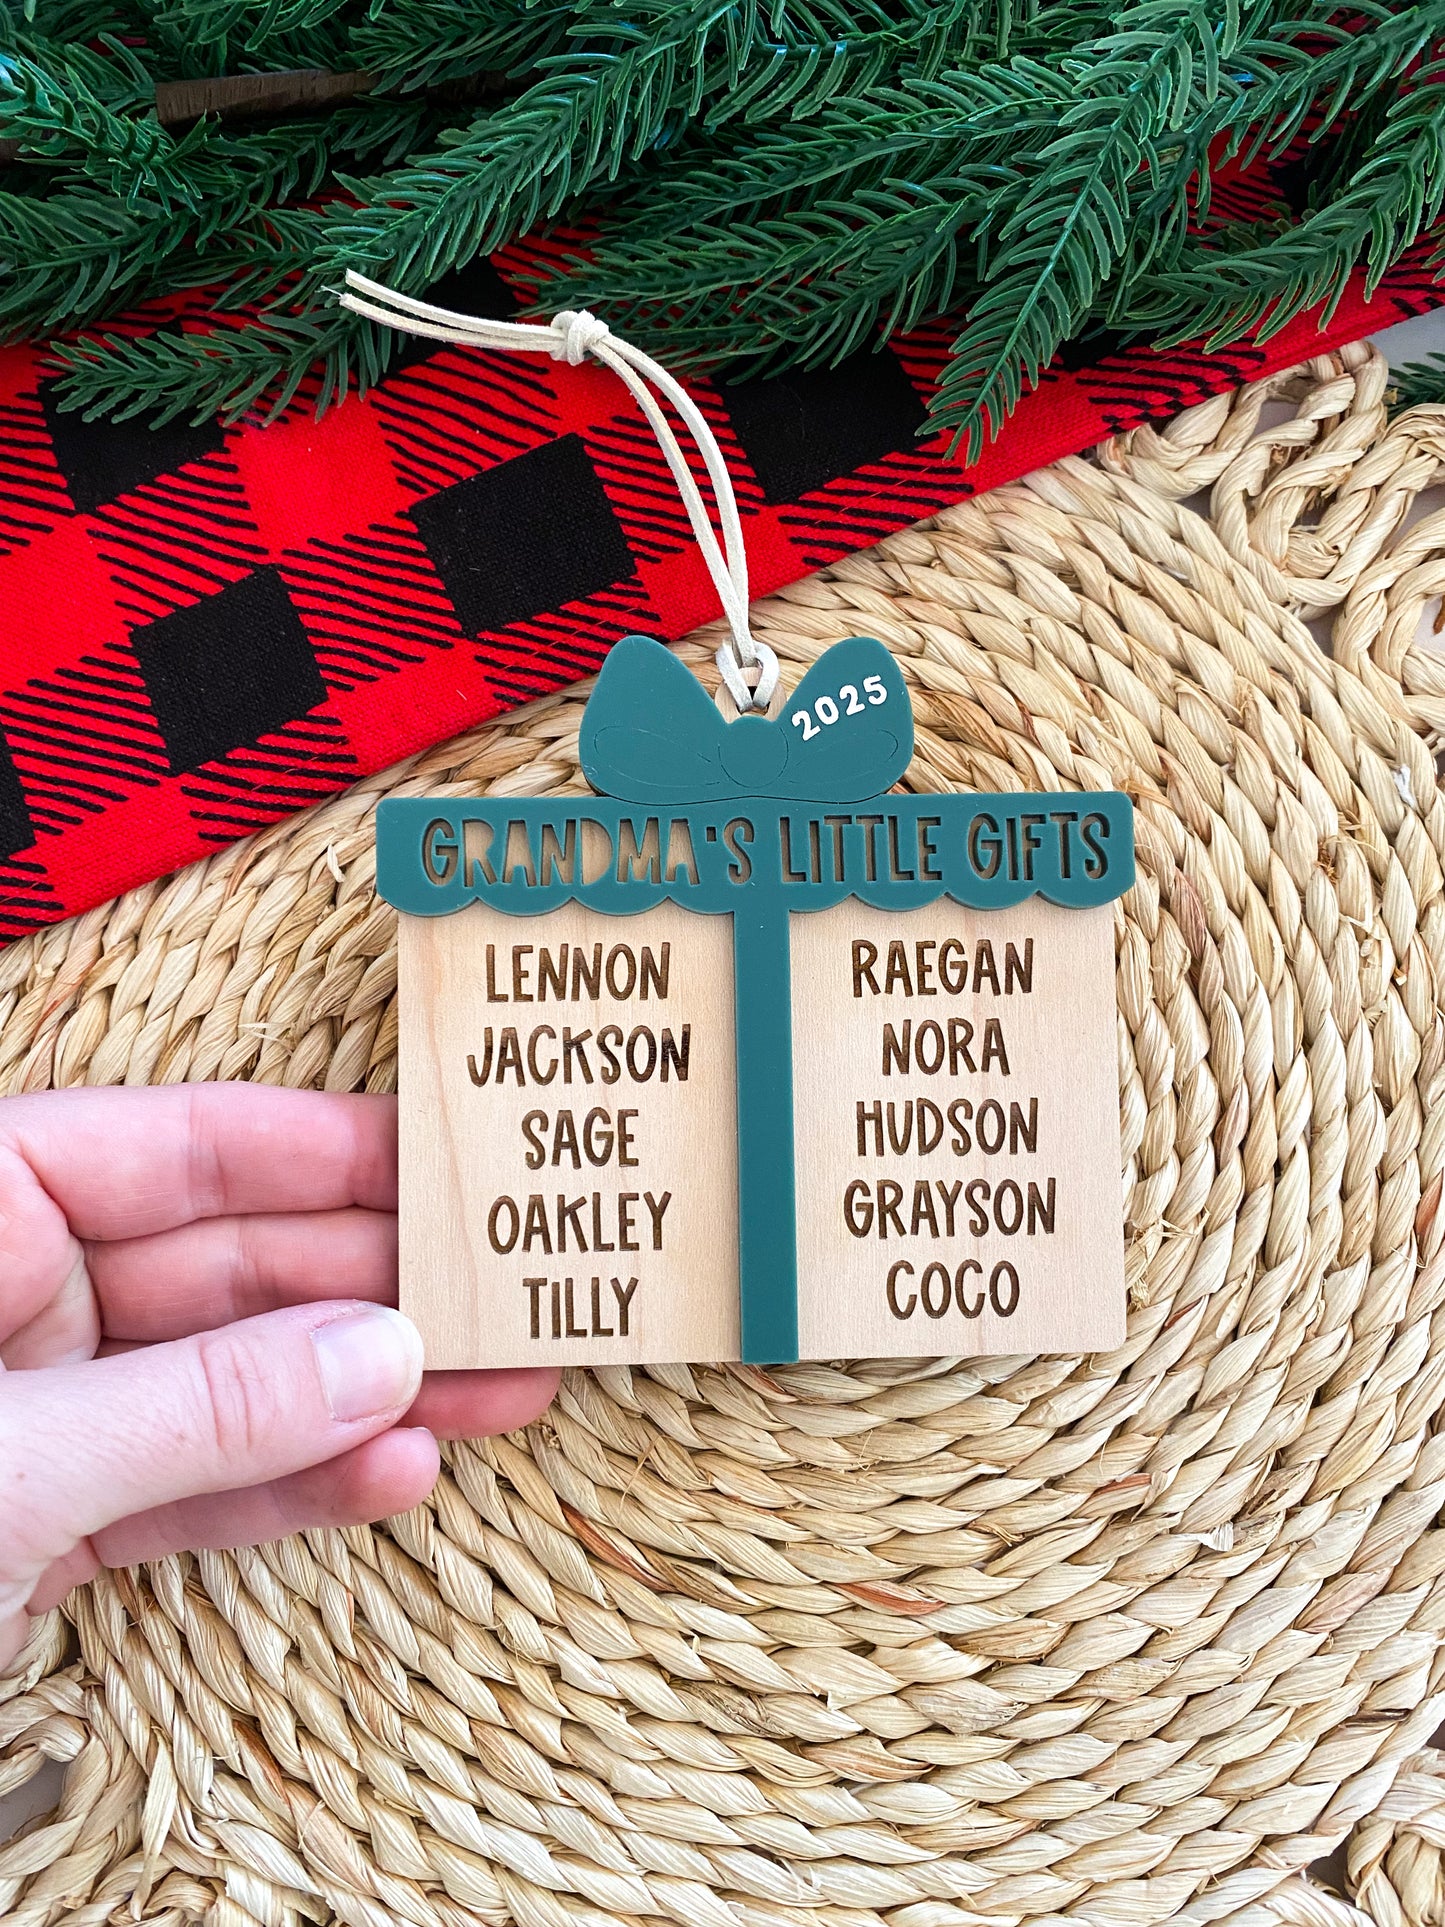 2025
GRANDMA'S LITTLE GIFTS
LENNON
JACKSON
SAGE
OAKLEY
TILLY
RAEGAN
NORA
HUDSON
GRAYSON
COCO